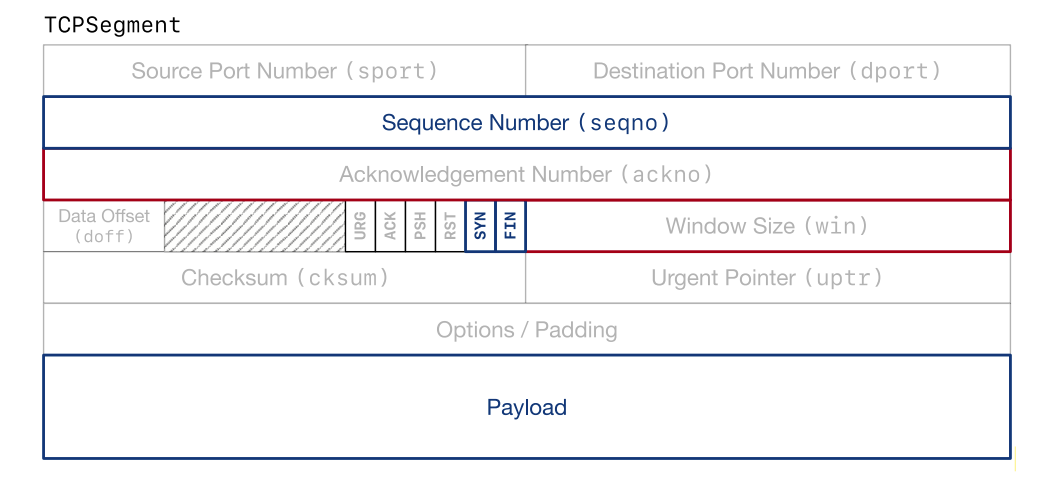 TCPSegment
Source Port Number (sport) Destination Port Number (dport)
Sequence Number (seqno)
Acknowledgement Number (ackno)
Data Offset
(doff)
URG ACK PSH RST SYN FIN
Window Size (win)
Checksum (cksum) Urgent Pointer (uptr)
Options / Padding
Payload